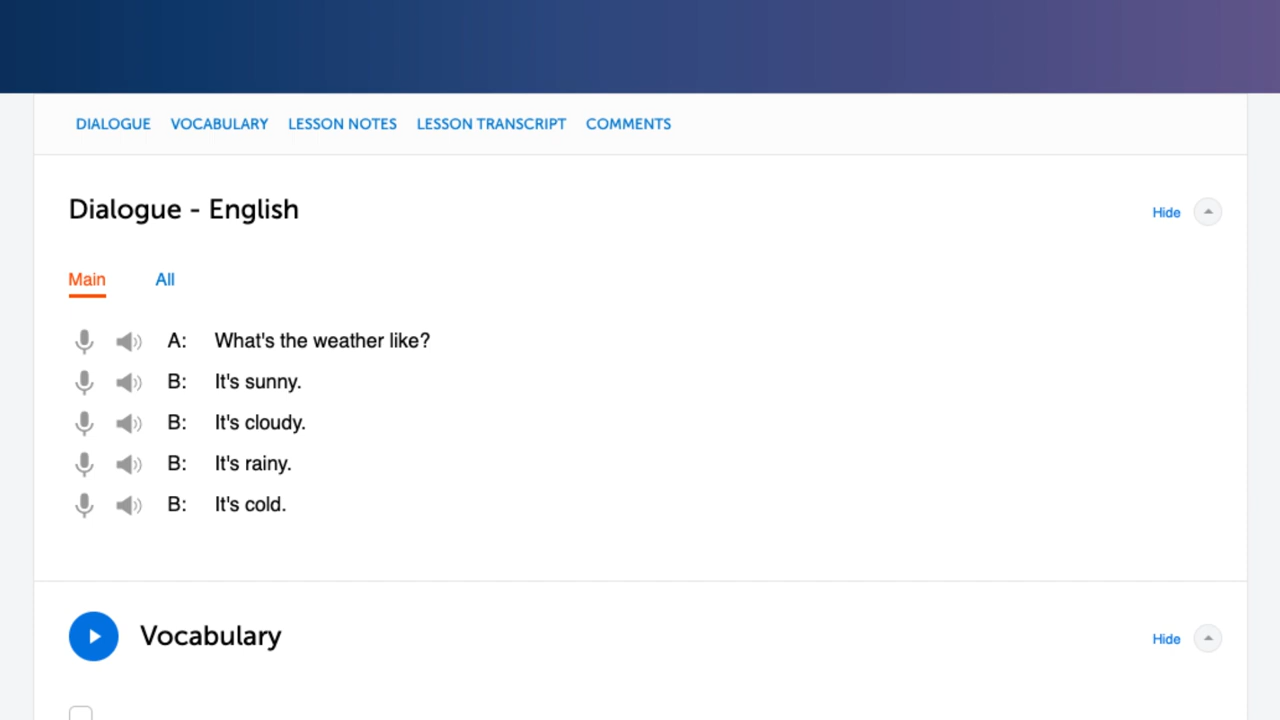 DIALOGUE VOCABULARY LESSON NOTES LESSON TRANSCRIPT COMMENTS
Dialogue - English
Hide
Main All
A: What's the weather like?
B: It's sunny.
B: It's cloudy.
B: It's rainy.
B: It's cold.
Vocabulary
Hide